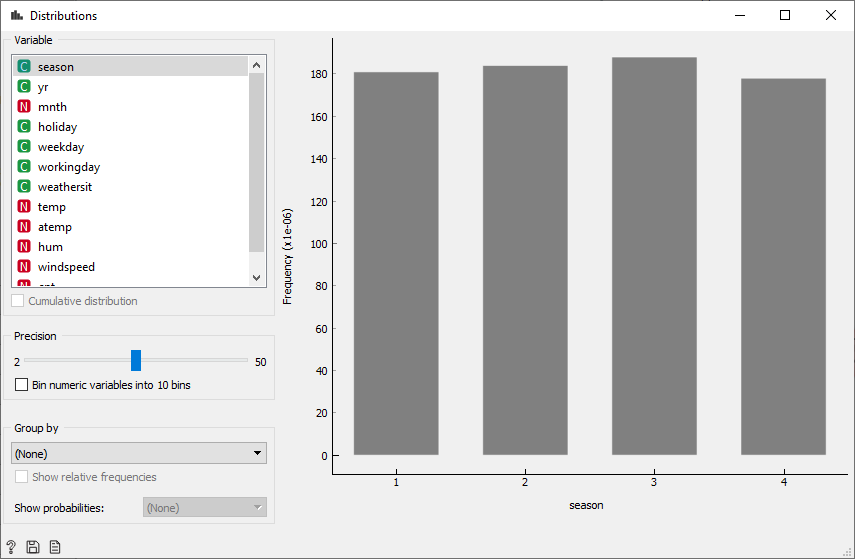 Distributions
Variable
C season
C yr
N mnth
C holiday
C weekday
C workingday
C weathersit
N temp
N atemp
N hum
N windspeed
Cumulative distribution
Precision
2 50
Bin numeric variables into 10 bins
Group by
(None)
Show relative frequencies
Show probabilities: (None)
?
Frequency (x1e-06)
180
160
140
120
100
80
60
40
20
0
1 2 3 4
season